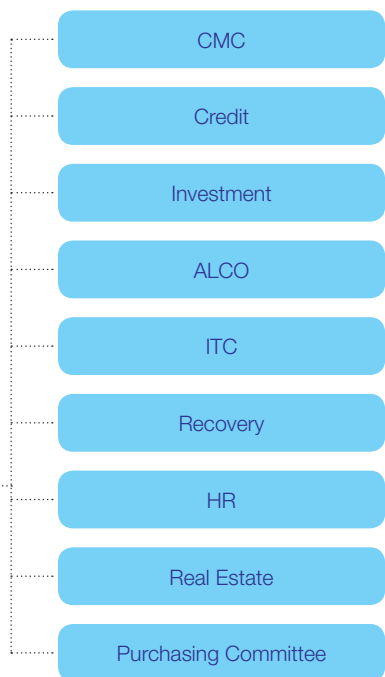 CMC
Credit
Investment
ALCO
ITC
Recovery
HR
Real Estate
Purchasing Committee